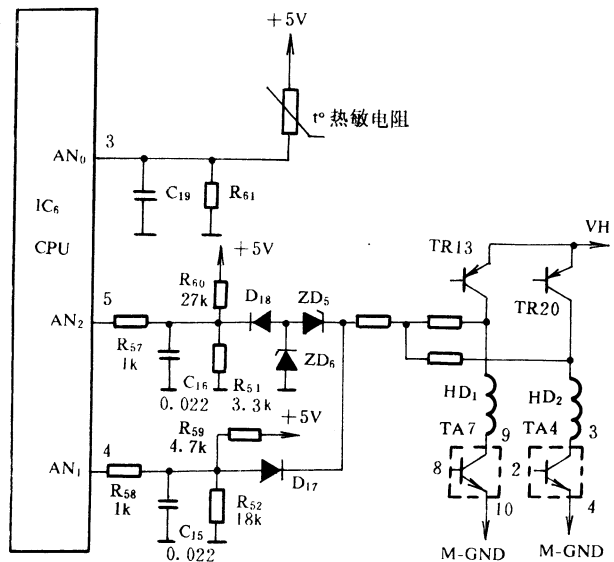 +5V
t° 热敏电阻
3
AN₀
C₁₉
R₆₁
IC₆
CPU
+5V
VH
TR13
TR20
R₆₀
27k
D₁₈
ZD₅
5
AN₂
R₅₇
1k
C₁₆
0.022
R₅₁
3.3k
ZD₆
HD₁
HD₂
TA7
TA4
9
3
R₅₉
4.7k
+5V
4
AN₁
R₅₈
1k
C₁₅
0.022
R₅₂
18k
D₁₇
8
2
10
4
M-GND
M-GND